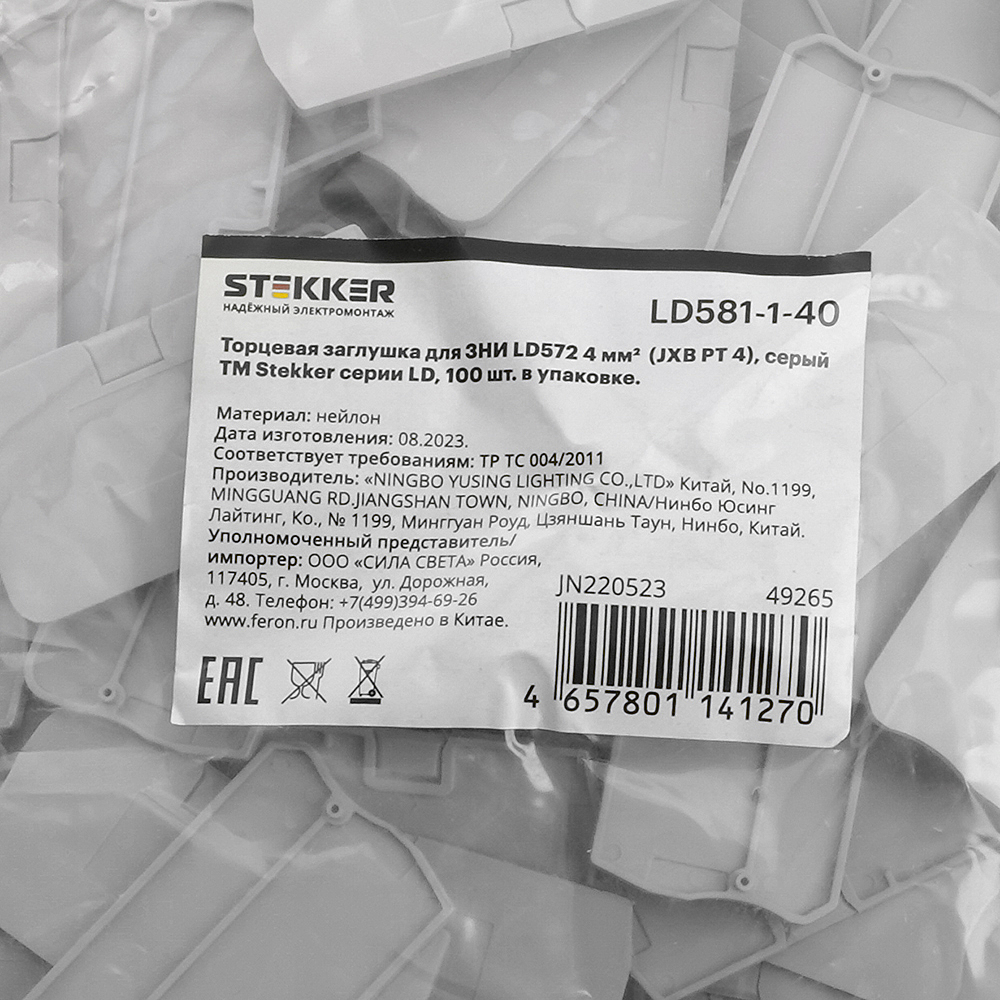 STEKKER
НАДЁЖНЫЙ ЭЛЕКТРОМОНТАЖ
LD581-1-40
Торцевая заглушка для ЗНИ LD572 4 мм² (JXB PT 4), серый
TM Stekker серии LD, 100 шт. в упаковке.
Материал: нейлон
Дата изготовления: 08.2023.
Соответствует требованиям: ТР ТС 004/2011
Производитель: «NINGBO YUSING LIGHTING CO.,LTD» Китай, No.1199,
MINGGUANG RD.JIANGSHAN TOWN, NINGBO, CHINA/Нинбо Юсинг
Лайтинг, Ко., № 1199, Минггуан Роуд, Цзяншань Таун, Нинбо, Китай.
Уполномоченный представитель/
импортер: ООО «СИЛА СВЕТА» Россия,
117405, г. Москва, ул. Дорожная,
д. 48. Телефон: +7(499)394-69-26
www.feron.ru Произведено в Китае.
JN220523 49265
EAC
4 657801 141270